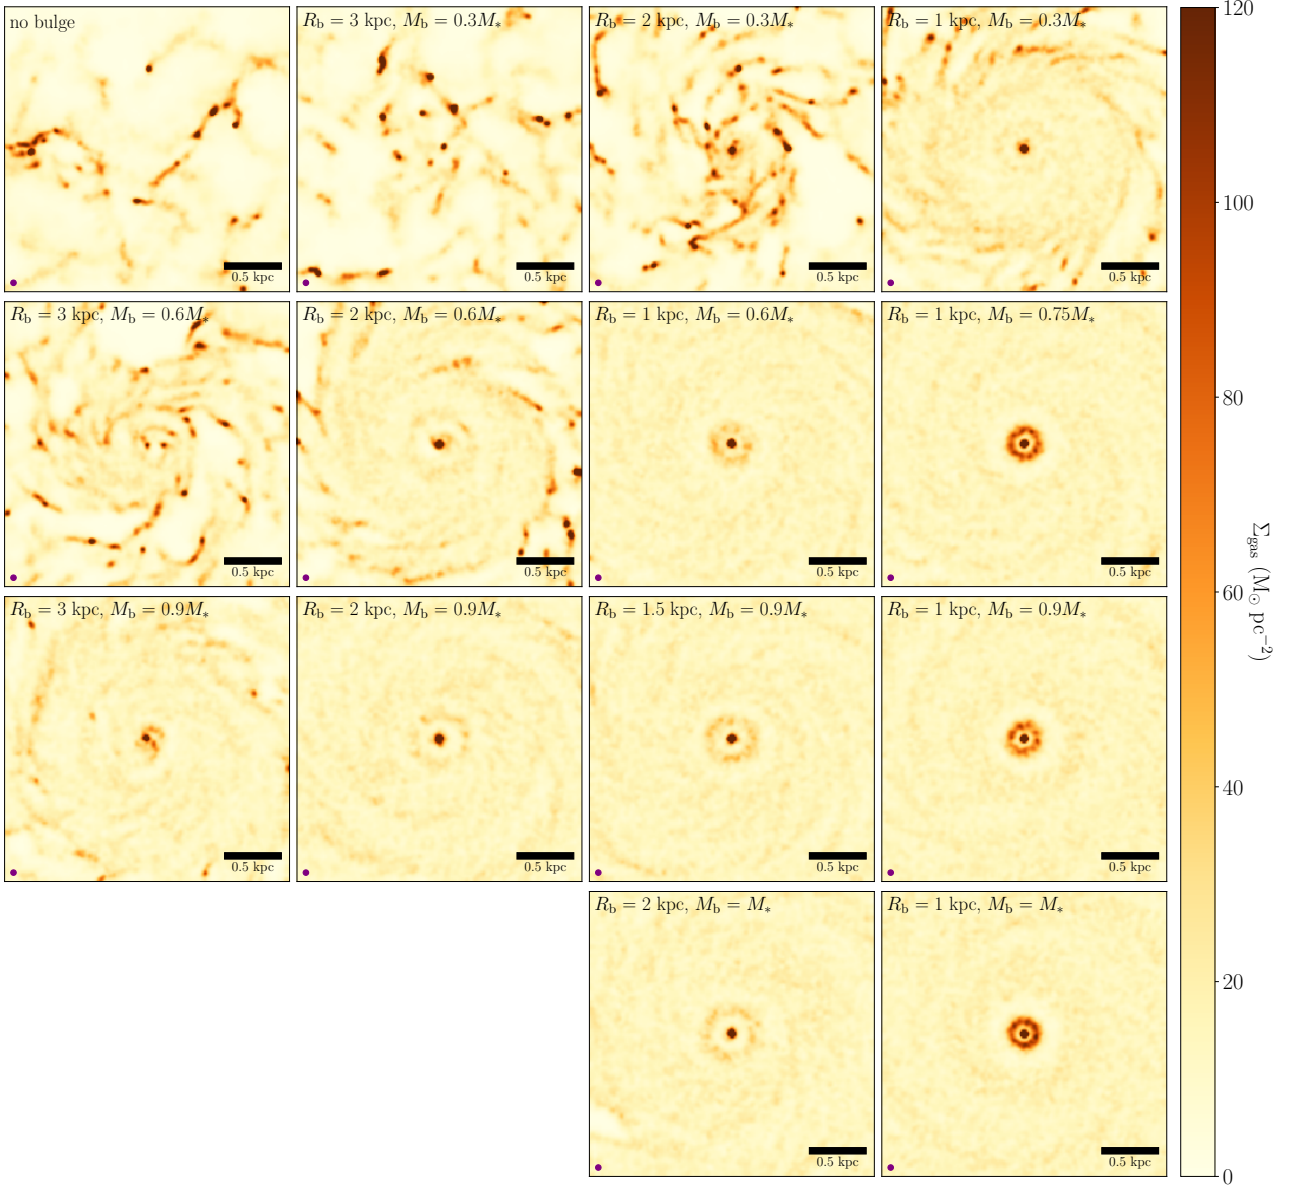 no bulge
R_b = 3 kpc, M_b = 0.3M_*
R_b = 2 kpc, M_b = 0.3M_*
R_b = 1 kpc, M_b = 0.3M_*
0.5 kpc
0.5 kpc
0.5 kpc
0.5 kpc
R_b = 3 kpc, M_b = 0.6M_*
R_b = 2 kpc, M_b = 0.6M_*
R_b = 1 kpc, M_b = 0.6M_*
R_b = 1 kpc, M_b = 0.75M_*
0.5 kpc
0.5 kpc
0.5 kpc
0.5 kpc
R_b = 3 kpc, M_b = 0.9M_*
R_b = 2 kpc, M_b = 0.9M_*
R_b = 1.5 kpc, M_b = 0.9M_*
R_b = 1 kpc, M_b = 0.9M_*
0.5 kpc
0.5 kpc
0.5 kpc
0.5 kpc
R_b = 2 kpc, M_b = M_*
R_b = 1 kpc, M_b = M_*
0.5 kpc
0.5 kpc
120
100
80
60
40
20
0
Σ_gas (M_⊙ pc⁻²)